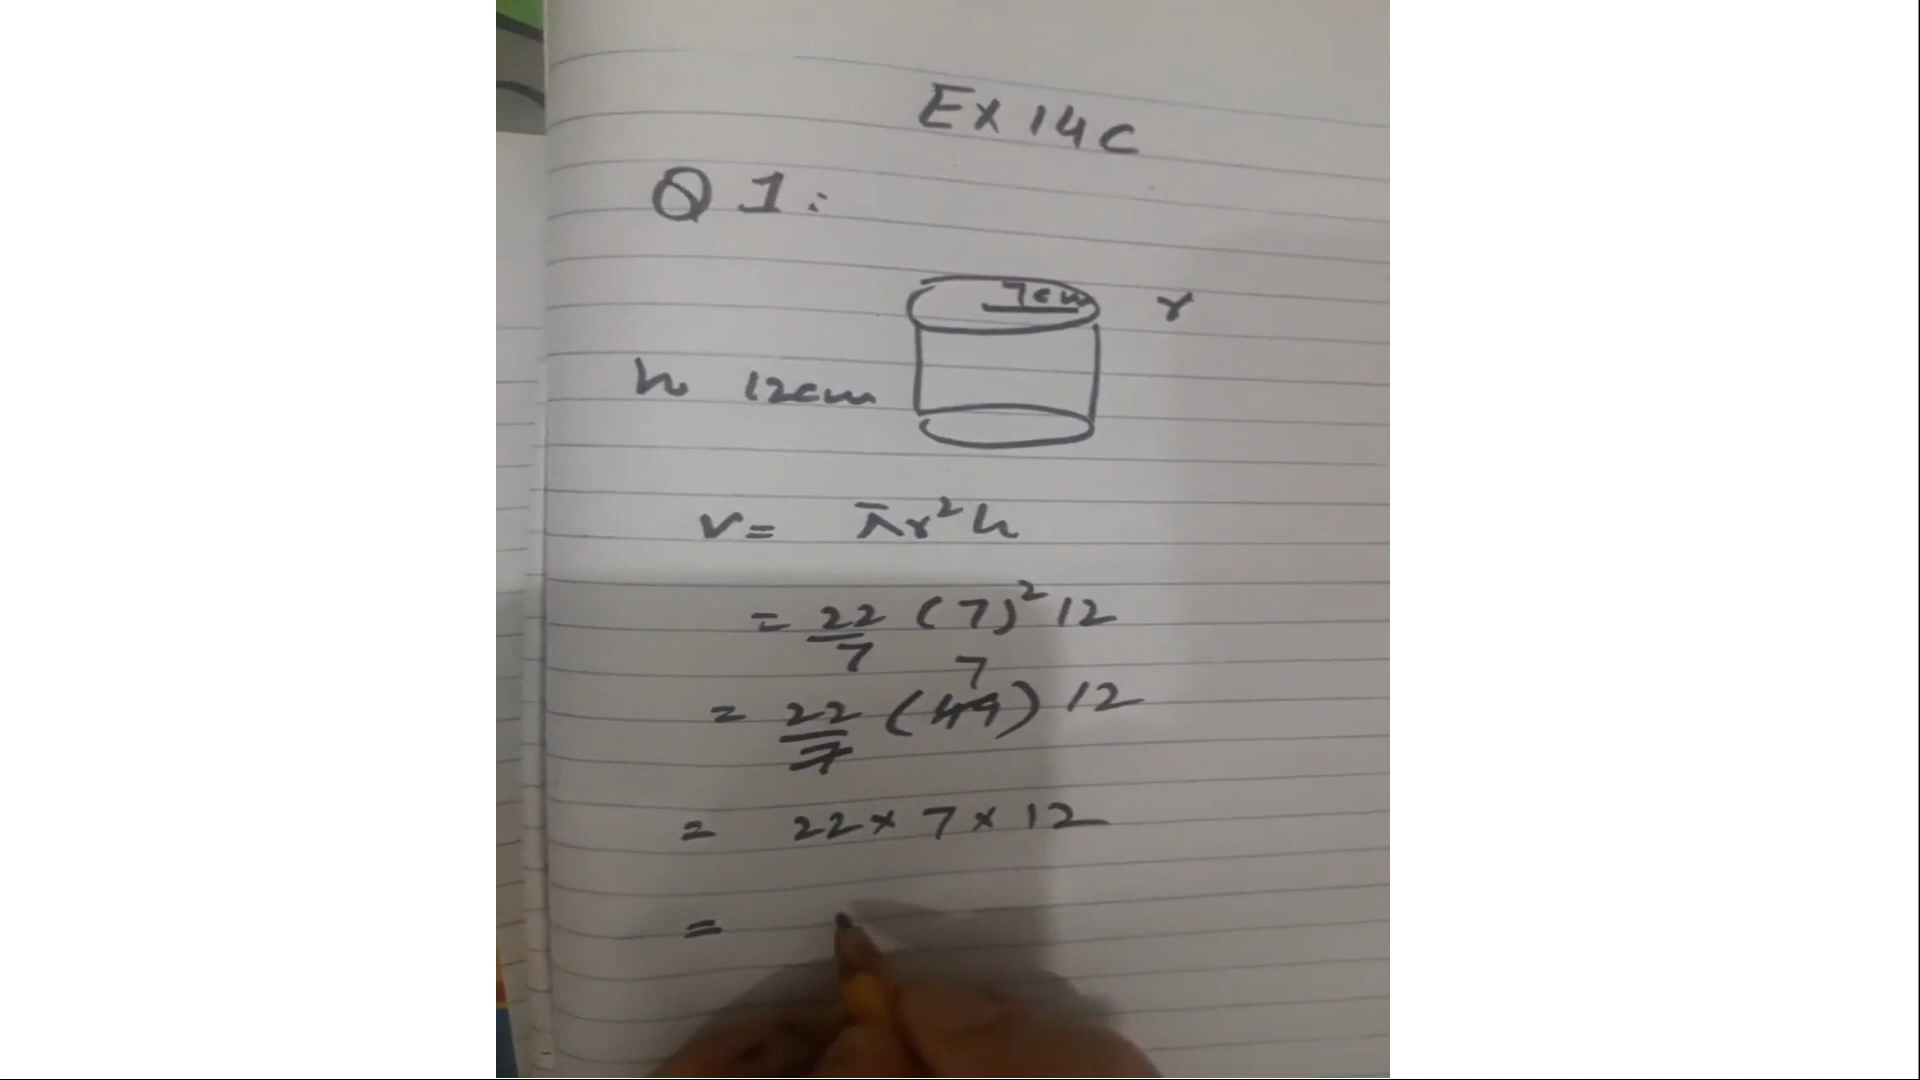 Ex 14C
Q 1:
7cm r
h 12cm
V = πr²h
= 22/7 (7)² 12
7
= 22/7 (49) 12
= 22 × 7 × 12
=